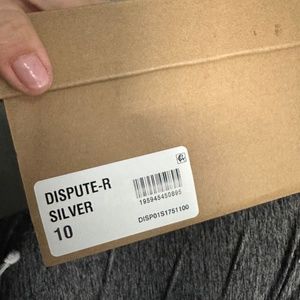 DISPUTE-R
SILVER
10
195945450895
DISP01S1751100